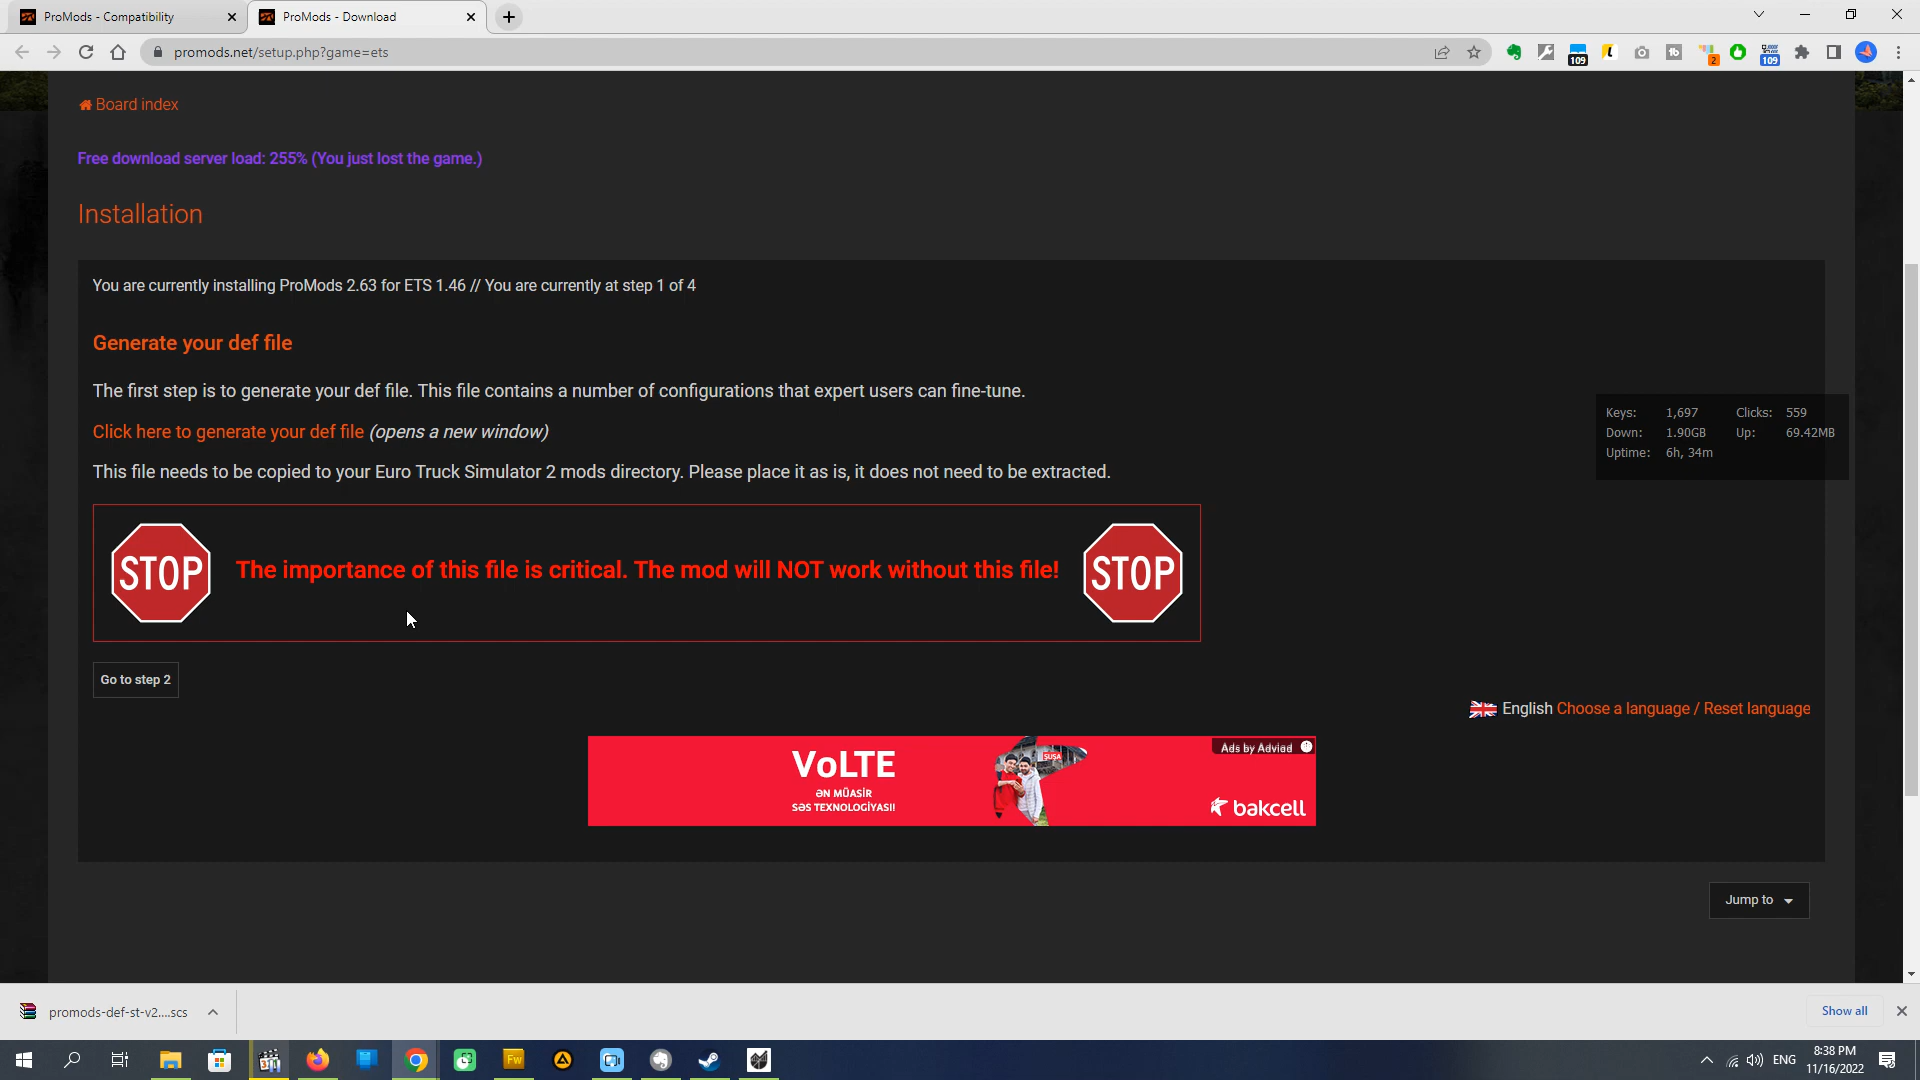 ProMods - Compatibility
ProMods - Download
promods.net/setup.php?game=ets
109
2
109
Board index
Free download server load: 255% (You just lost the game.)
Installation
You are currently installing ProMods 2.63 for ETS 1.46 // You are currently at step 1 of 4
Generate your def file
The first step is to generate your def file. This file contains a number of configurations that expert users can fine-tune.
Keys: 1,697 Clicks: 559
Click here to generate your def file (opens a new window)
Down: 1.90GB Up: 69.42MB
Uptime: 6h, 34m
This file needs to be copied to your Euro Truck Simulator 2 mods directory. Please place it as is, it does not need to be extracted.
STOP The importance of this file is critical. The mod will NOT work without this file! STOP
Go to step 2
English Choose a language / Reset language
Ads by Adviad
VoLTE
ƏN MÜASİR
SƏS TEXNOLOGİYASI!
ŞUŞA
bakcell
Jump to
promods-def-st-v2....scs
Show all
Fw
ENG
8:38 PM
11/16/2022